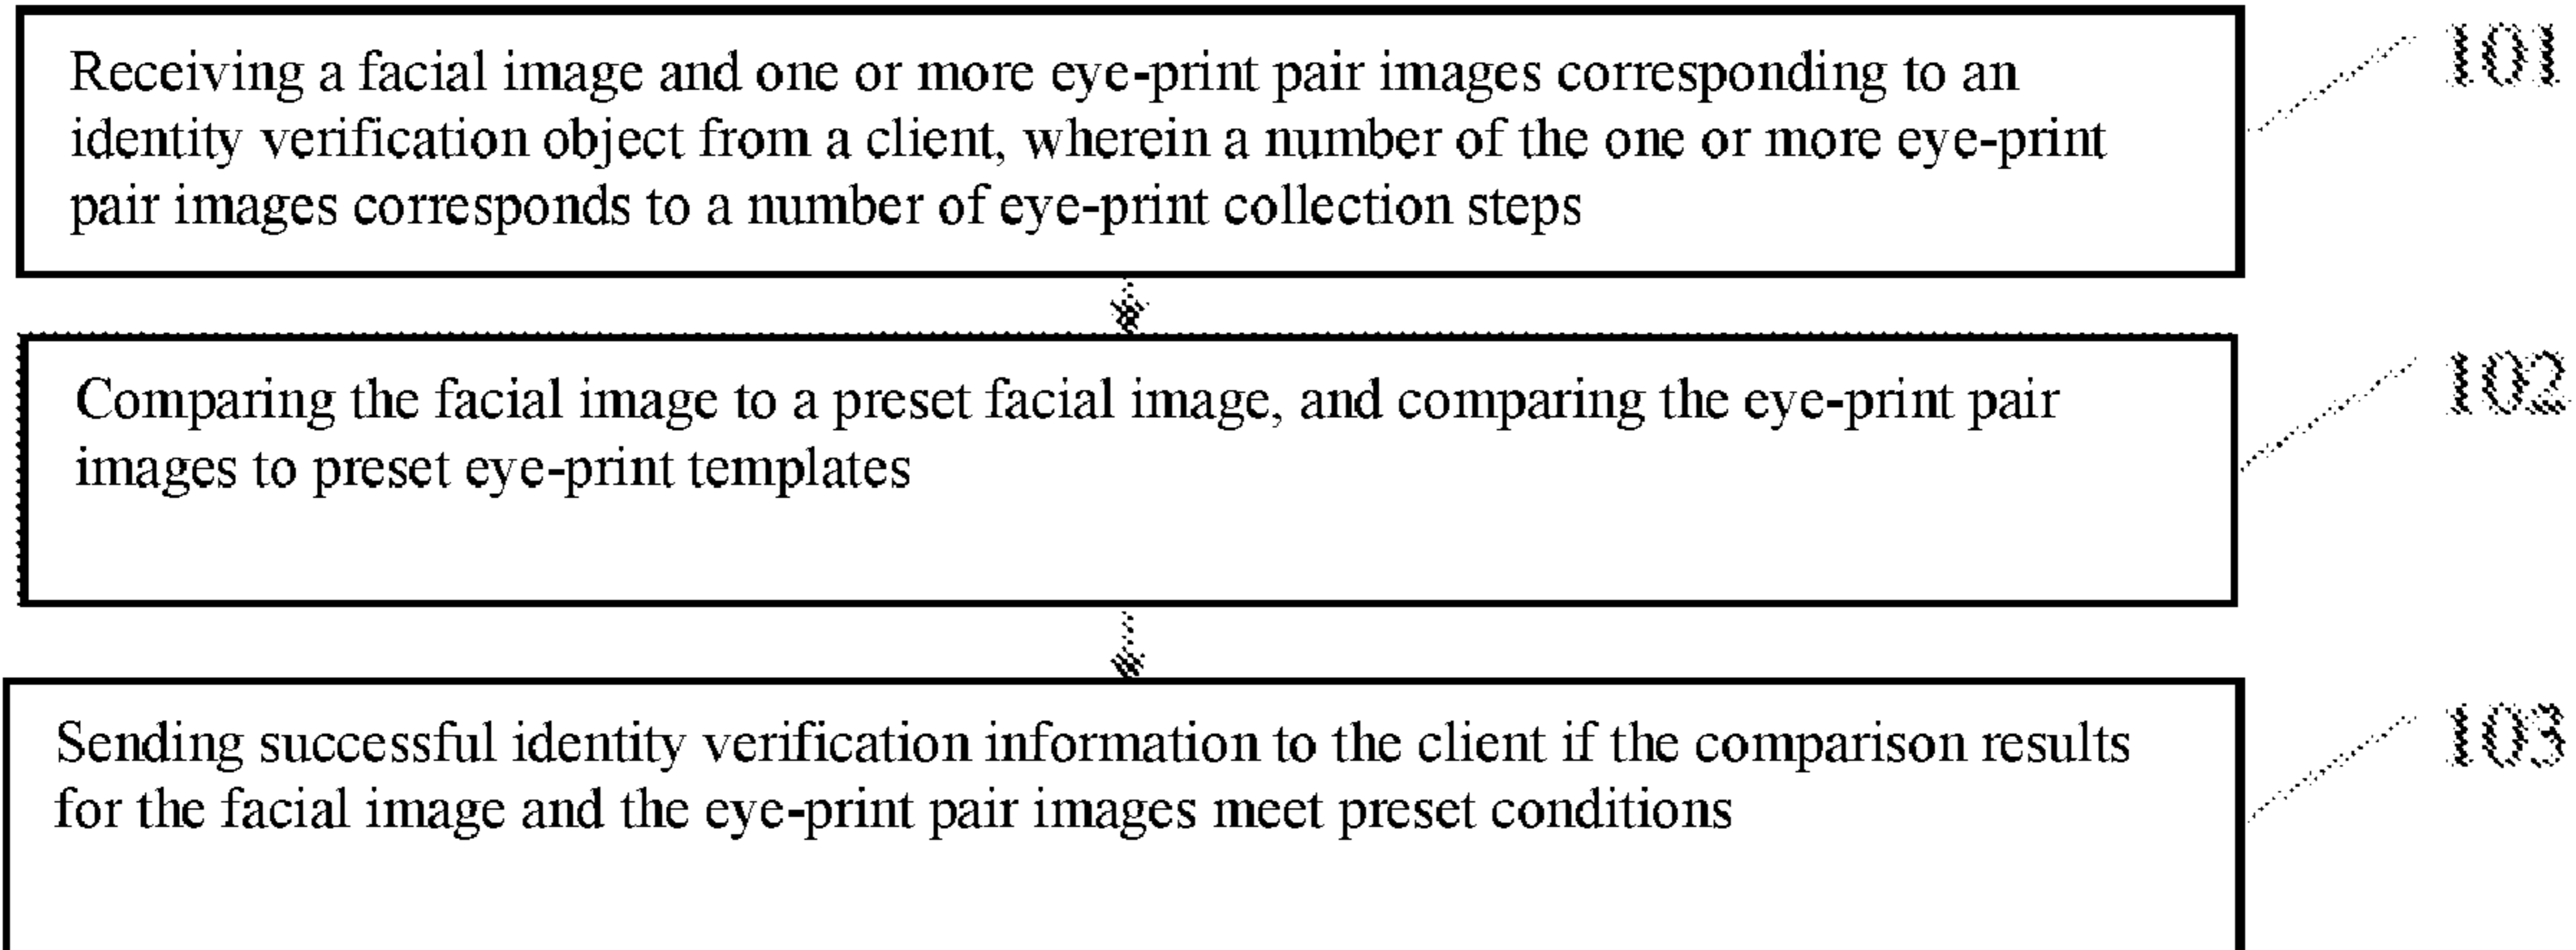 Receiving a facial image and one or more eye-print pair images corresponding to an
identity verification object from a client, wherein a number of the one or more eye-print
pair images corresponds to a number of eye-print collection steps
101
Comparing the facial image to a preset facial image, and comparing the eye-print pair
images to preset eye-print templates
102
Sending successful identity verification information to the client if the comparison results
for the facial image and the eye-print pair images meet preset conditions
103